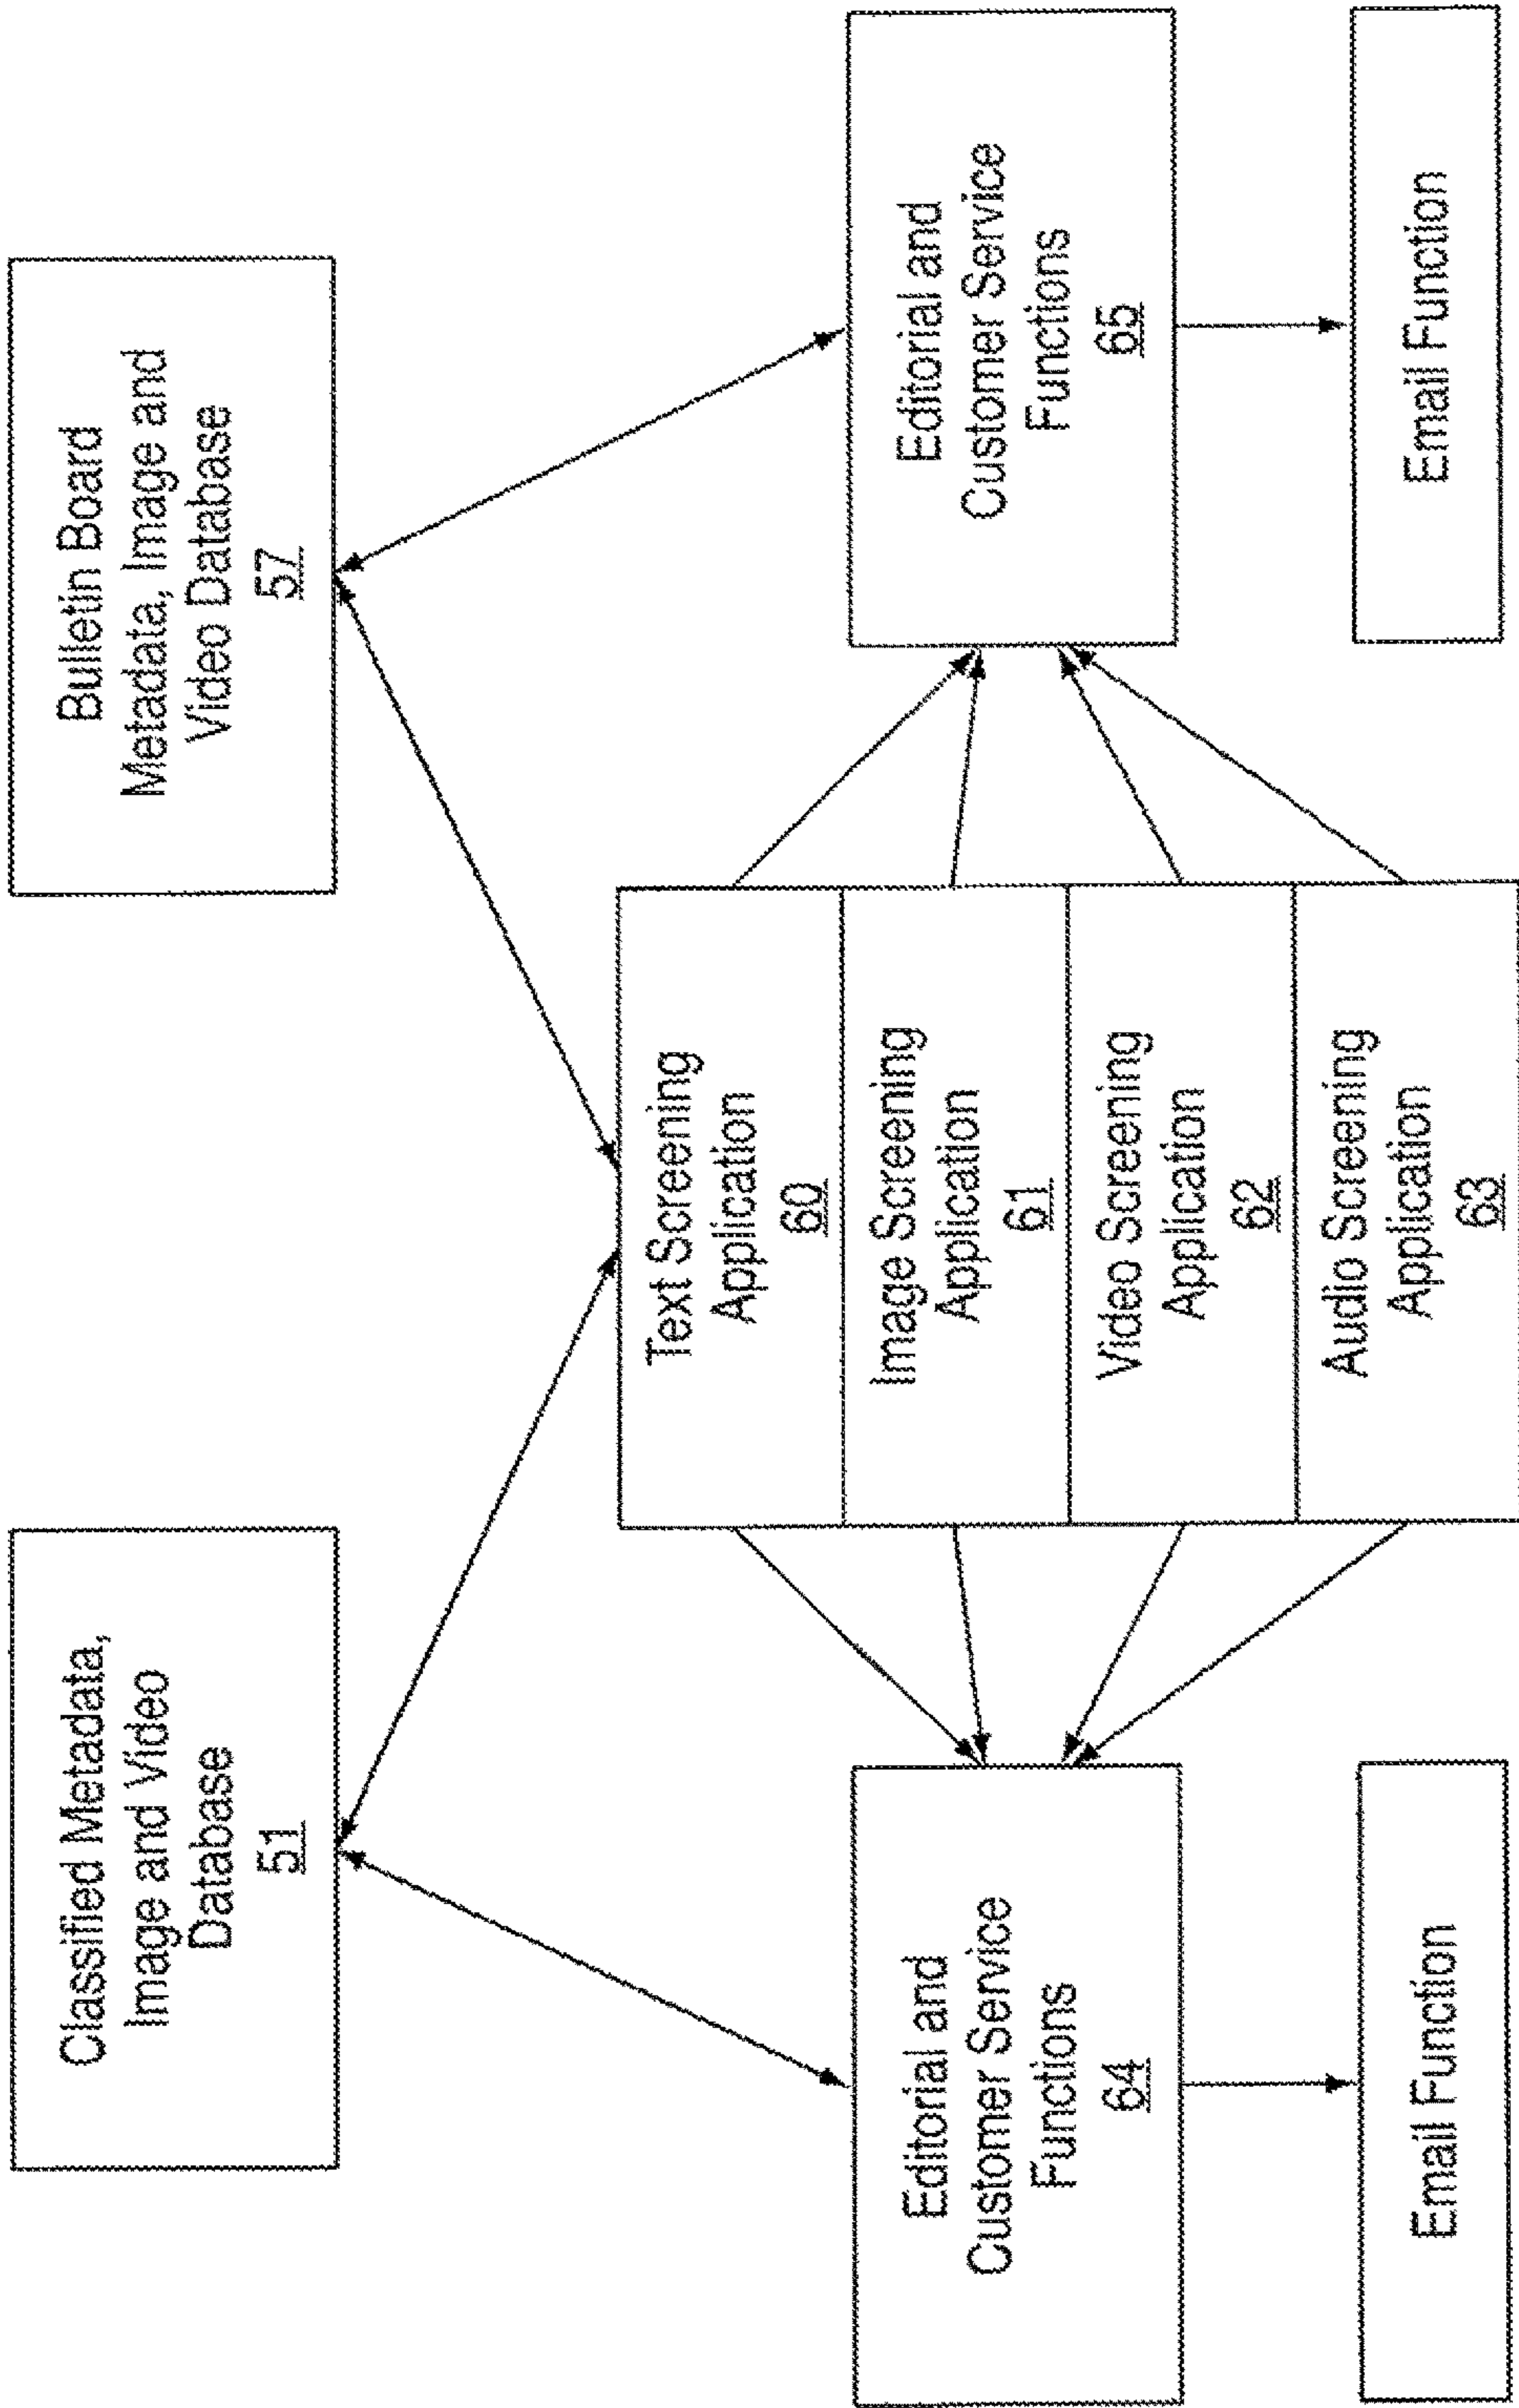 Classified Metadata,
Image and Video
Database
51
Bulletin Board
Metadata, Image and
Video Database
57
Text Screening
Application
60
Image Screening
Application
61
Video Screening
Application
62
Audio Screening
Application
63
Editorial and
Customer Service
Functions
64
Editorial and
Customer Service
Functions
65
Email Function
Email Function